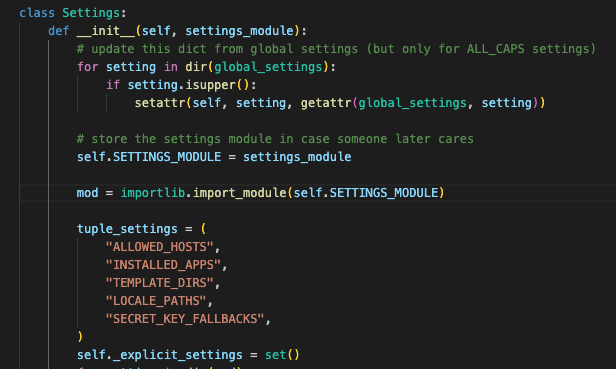 class Settings:
    def __init__(self, settings_module):
        # update this dict from global settings (but only for ALL_CAPS settings)
        for setting in dir(global_settings):
            if setting.isupper():
                setattr(self, setting, getattr(global_settings, setting))

        # store the settings module in case someone later cares
        self.SETTINGS_MODULE = settings_module

        mod = importlib.import_module(self.SETTINGS_MODULE)

        tuple_settings = (
            "ALLOWED_HOSTS",
            "INSTALLED_APPS",
            "TEMPLATE_DIRS",
            "LOCALE_PATHS",
            "SECRET_KEY_FALLBACKS",
        )
        self._explicit_settings = set()